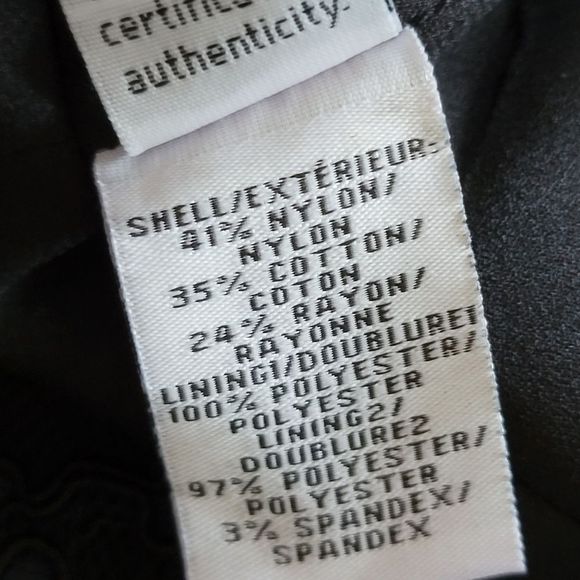 certifies
authenticity.
SHELL/EXTÉRIEUR-
41% NYLON/
NYLON
35% COTTON/
COTON
24% RAYON/
RAYONNE
LINING1/DOUBLURE1
100% POLYESTER/
POLYESTER
LINING2/
DOUBLURE2
97% POLYESTER/
POLYESTER
3% SPANDEX/
SPANDEX